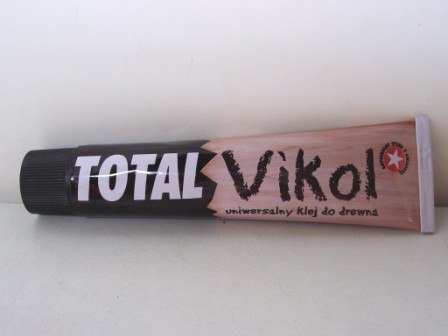 TOTAL Vikol
uniwersalny klej do drewna